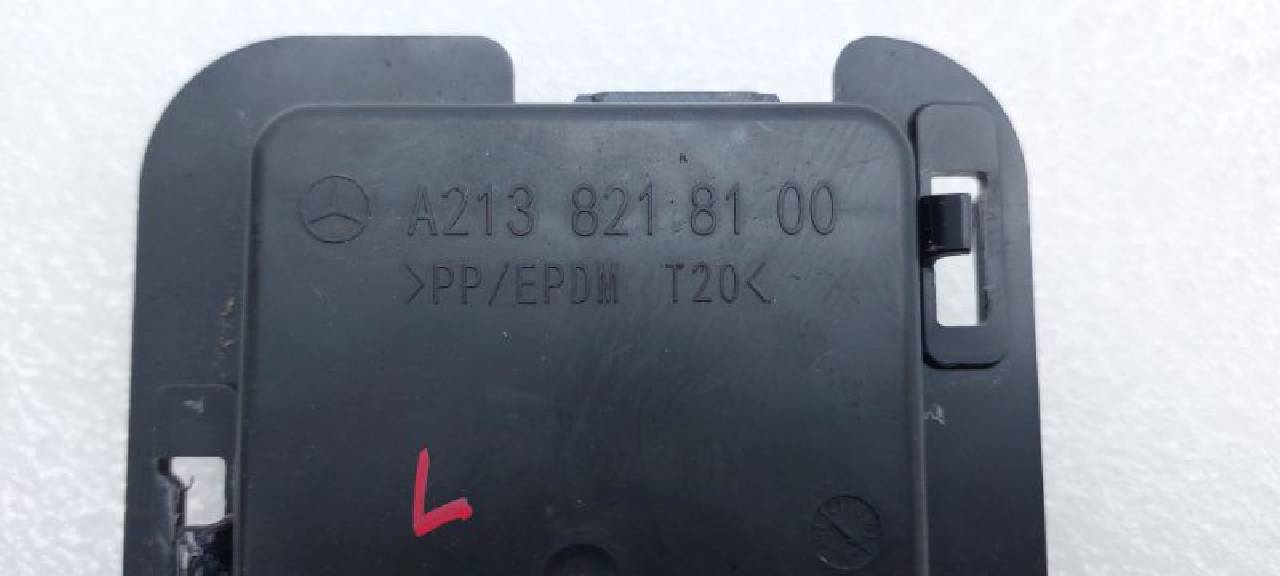 A213 821 81 00
>PP/EPDM T20<
L